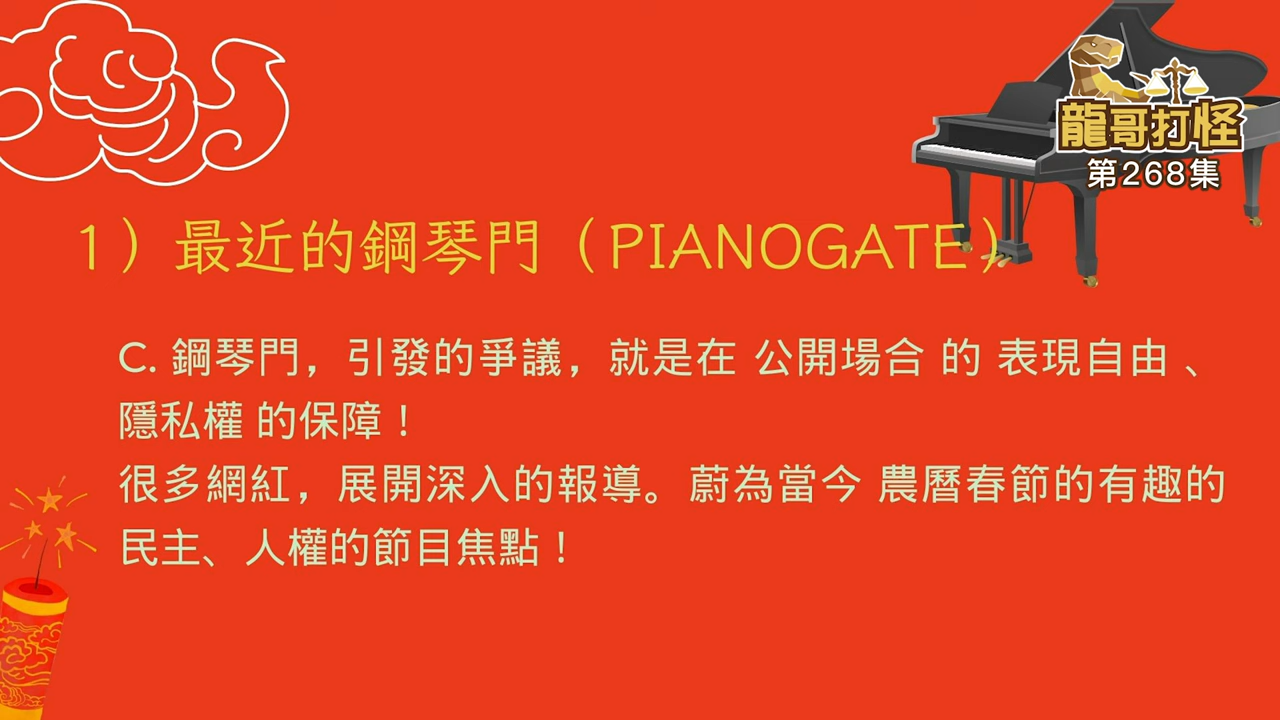 龍哥打怪
第268集
1）最近的鋼琴門（PIANOGATE）
C. 鋼琴門，引發的爭議，就是在 公開場合 的 表現自由 、
隱私權 的保障！
很多網紅，展開深入的報導。蔚為當今 農曆春節的有趣的
民主、人權的節目焦點！